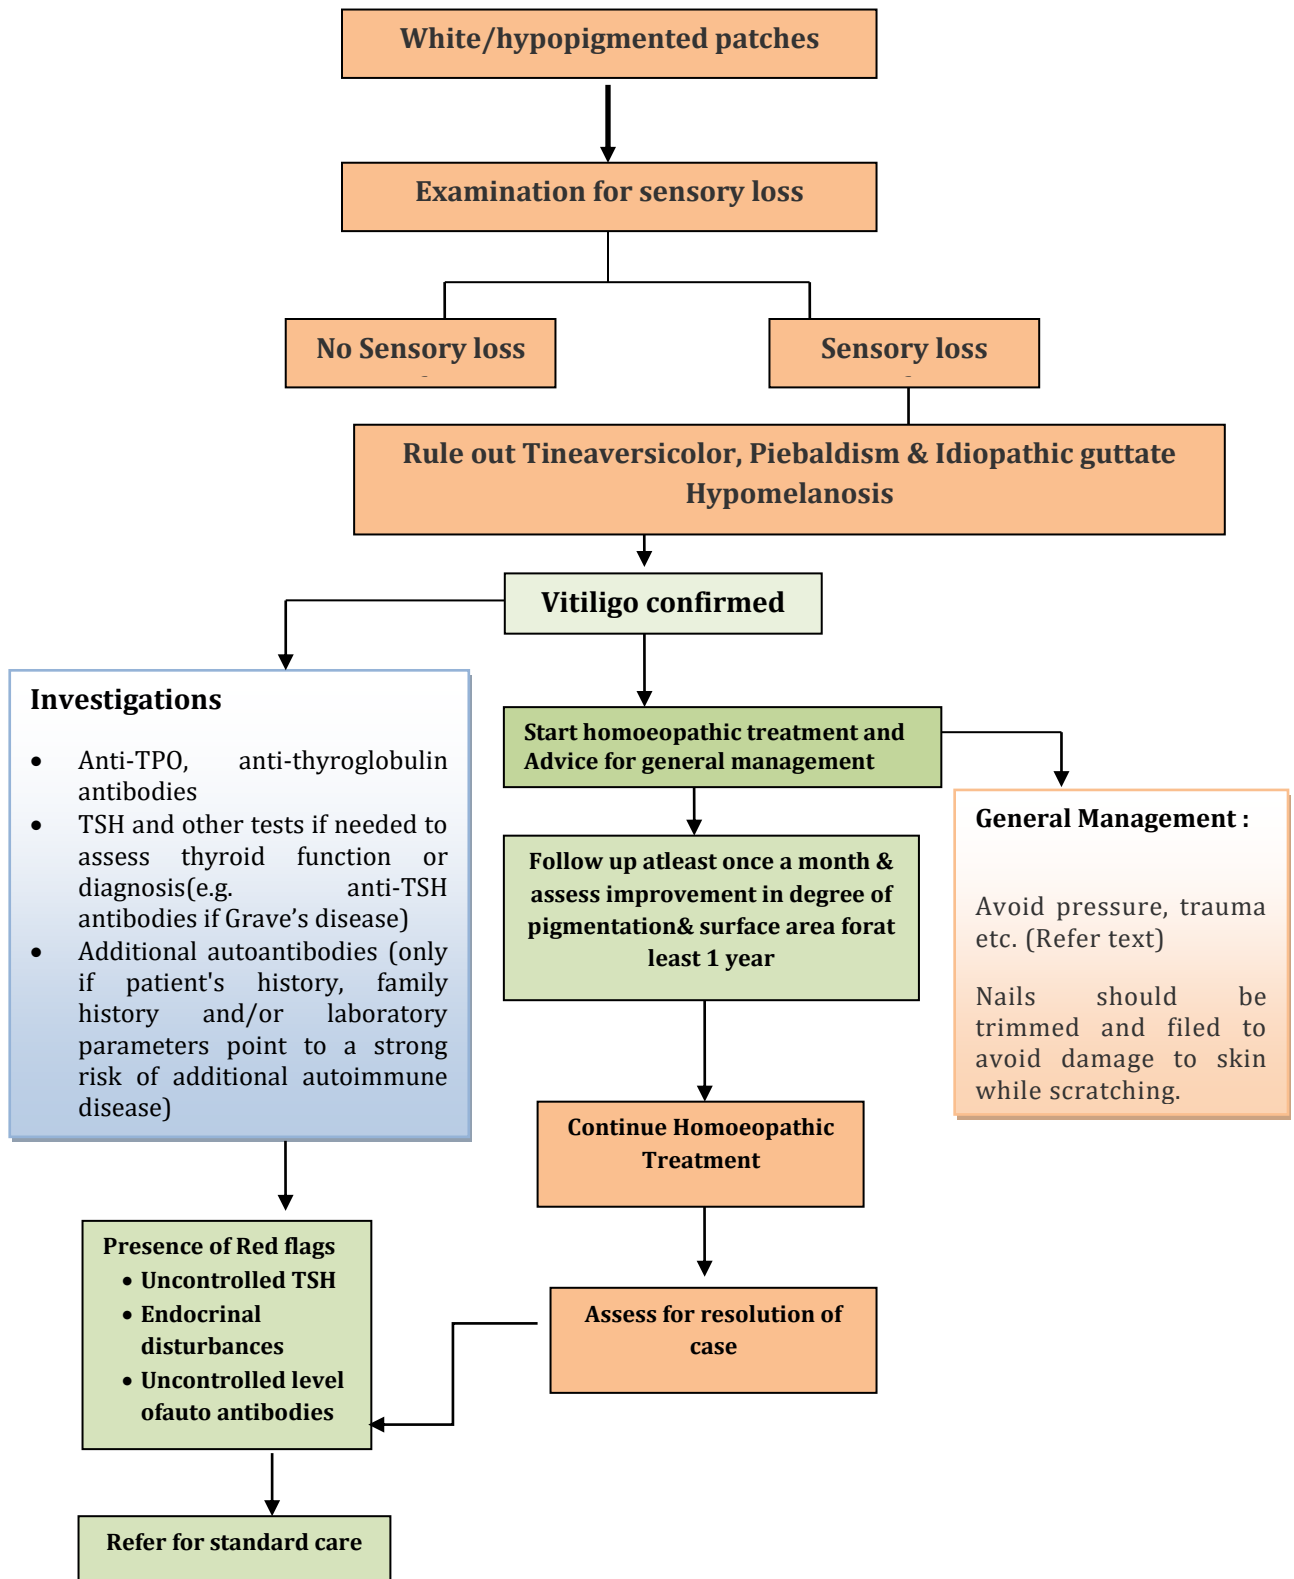 White/hypopigmented patches
Examination for sensory loss
No Sensory loss
Sensory loss
Rule out Tineaversicolor, Piebaldism & Idiopathic guttate
Hypomelanosis
Vitiligo confirmed
Investigations
• Anti-TPO, anti-thyroglobulin
antibodies
• TSH and other tests if needed to
assess thyroid function or
diagnosis(e.g. anti-TSH
antibodies if Grave’s disease)
• Additional autoantibodies (only
if patient's history, family
history and/or laboratory
parameters point to a strong
risk of additional autoimmune
disease)
Start homoeopathic treatment and
Advice for general management
General Management :
Avoid pressure, trauma
etc. (Refer text)
Nails should be
trimmed and filed to
avoid damage to skin
while scratching.
Follow up atleast once a month &
assess improvement in degree of
pigmentation& surface area forat
least 1 year
Continue Homoeopathic
Treatment
Presence of Red flags
• Uncontrolled TSH
• Endocrinal
disturbances
• Uncontrolled level
ofauto antibodies
Assess for resolution of
case
Refer for standard care